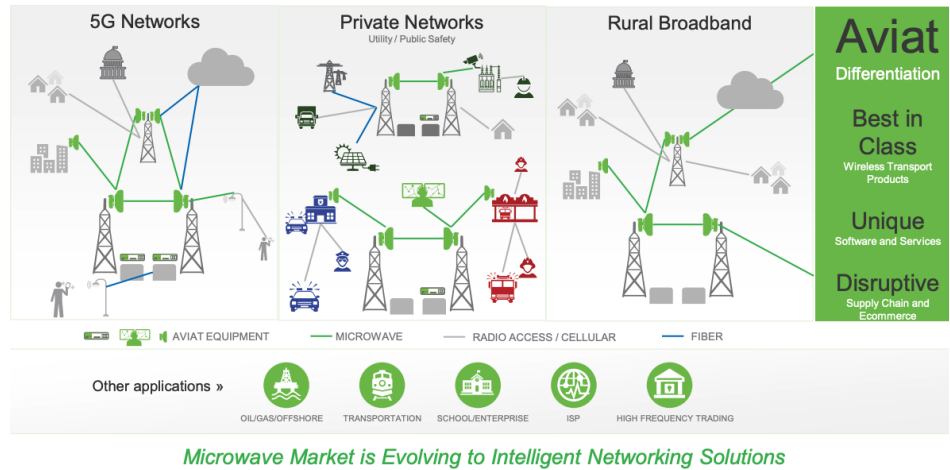 5G Networks
Private Networks
Utility / Public Safety
Rural Broadband
Aviat
Differentiation
Best in
Class
Wireless Transport
Products
Unique
Software and Services
Disruptive
Supply Chain and
Ecommerce
AVIAT EQUIPMENT
MICROWAVE
RADIO ACCESS / CELLULAR
FIBER
Other applications »
OIL/GAS/OFFSHORE
TRANSPORTATION
SCHOOL/ENTERPRISE
ISP
HIGH FREQUENCY TRADING
Microwave Market is Evolving to Intelligent Networking Solutions